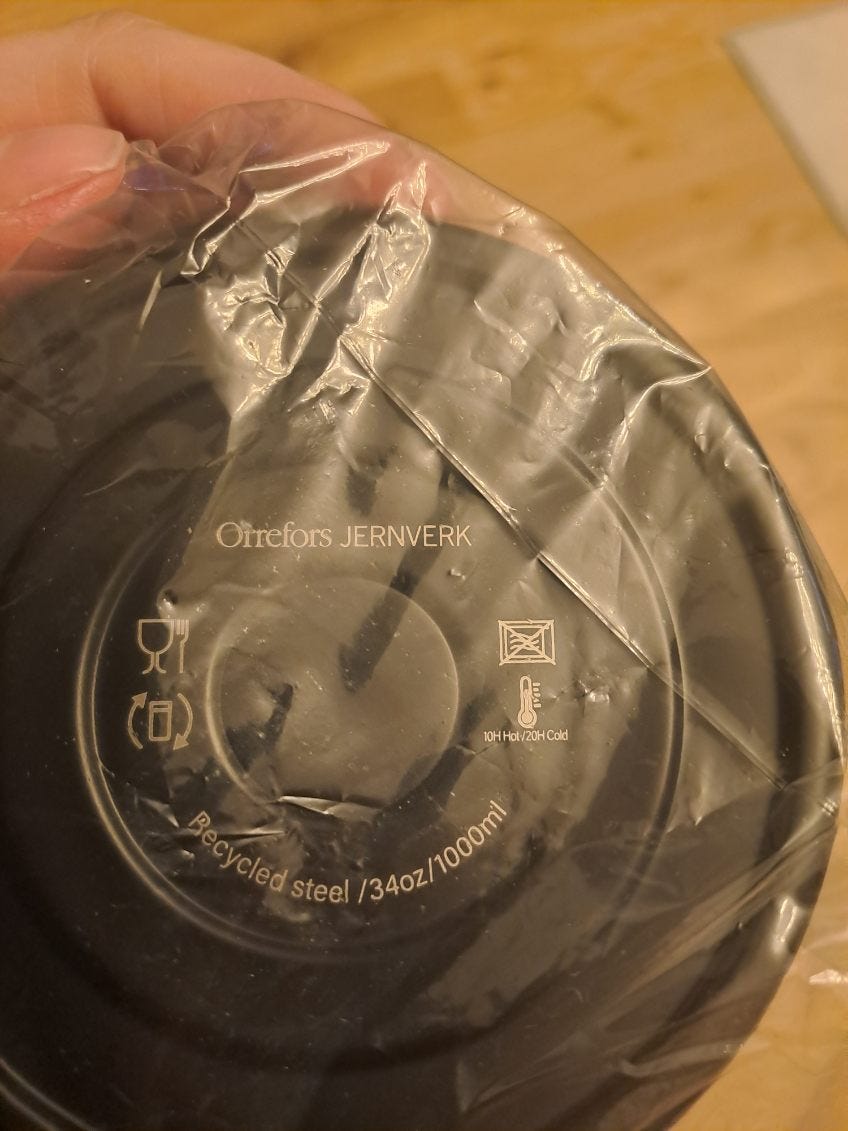 Orrefors JERNVERK
10H Hot/20H Cold
Recycled steel /34oz/1000ml